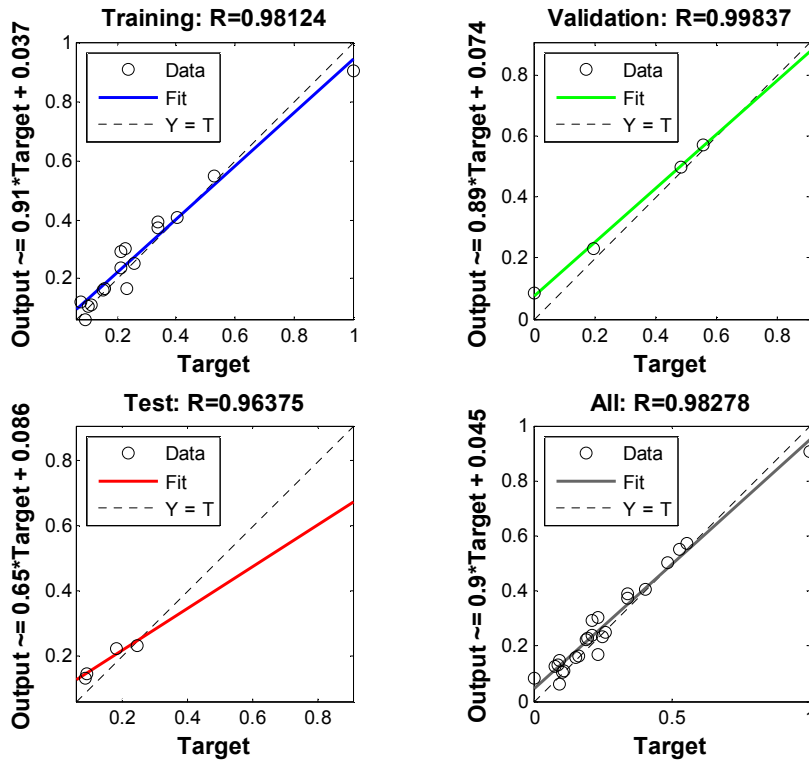 Training: R=0.98124
Output ~= 0.91*Target + 0.037
1
0.8
0.6
0.4
0.2
Data
Fit
Y = T
0.2 0.4 0.6 0.8 1
Target
Validation: R=0.99837
Output ~= 0.89*Target + 0.074
0.8
0.6
0.4
0.2
0
Data
Fit
Y = T
0 0.2 0.4 0.6 0.8
Target
Test: R=0.96375
Output ~= 0.65*Target + 0.086
0.8
0.6
0.4
0.2
Data
Fit
Y = T
0.2 0.4 0.6 0.8
Target
All: R=0.98278
Output ~= 0.9*Target + 0.045
1
0.8
0.6
0.4
0.2
0
Data
Fit
Y = T
0 0.5 1
Target